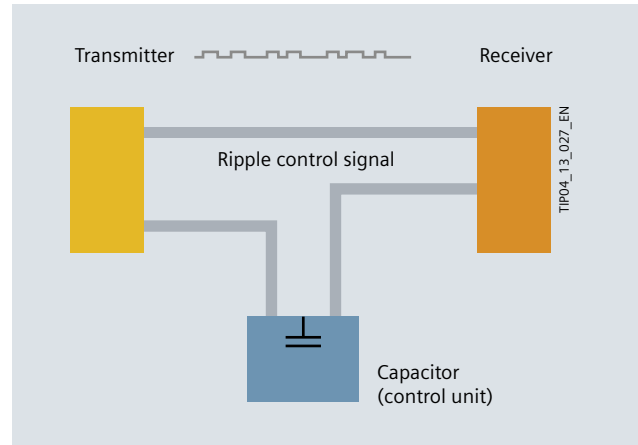 Transmitter
Receiver
Ripple control signal
TIP04_13_027_EN
Capacitor
(control unit)